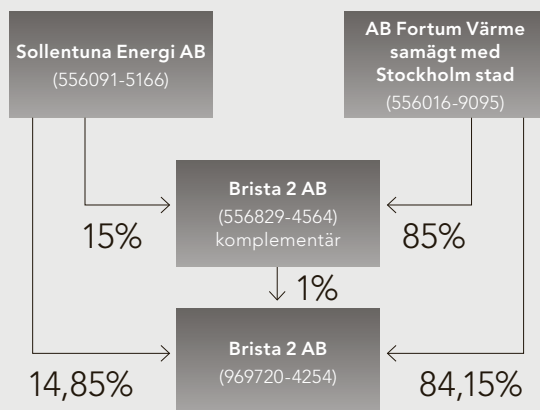 Sollentuna Energi AB
(556091-5166)
AB Fortum Värme
samägt med
Stockholm stad
(556016-9095)
Brista 2 AB
(556829-4564)
komplementär
15%
85%
1%
Brista 2 AB
(969720-4254)
14,85%
84,15%